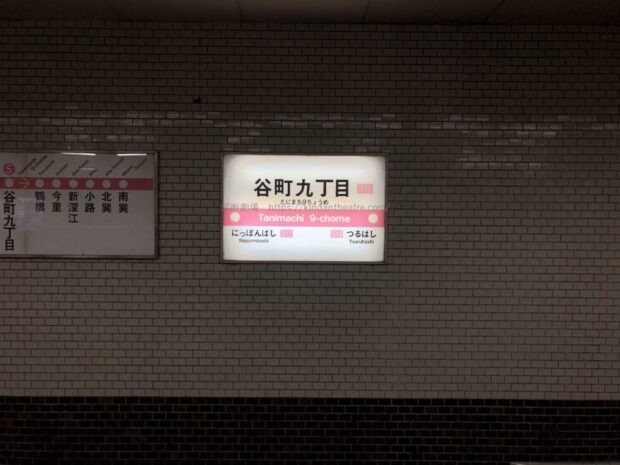 S
谷町九丁目
鶴橋
今里
新深江
小路
北巽
南巽
谷町九丁目
たにまちきゅうちょうめ
Tanimachi 9-chome
にっぽんばし
Nippombashi
つるはし
Tsuruhashi